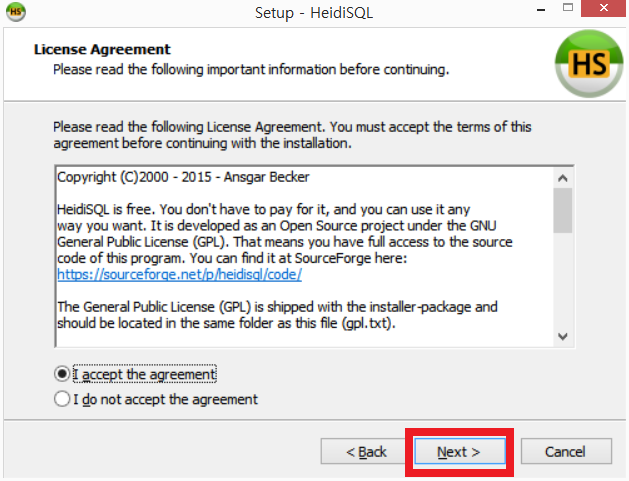 HS
Setup - HeidiSQL
License Agreement
Please read the following important information before continuing.
HS
Please read the following License Agreement. You must accept the terms of this
agreement before continuing with the installation.
Copyright (C)2000 - 2015 - Ansgar Becker
HeidiSQL is free. You don't have to pay for it, and you can use it any
way you want. It is developed as an Open Source project under the GNU
General Public License (GPL). That means you have full access to the source
code of this program. You can find it at SourceForge here:
https://sourceforge.net/p/heidisql/code/
The General Public License (GPL) is shipped with the installer-package and
should be located in the same folder as this file (gpl.txt).
I accept the agreement
I do not accept the agreement
< Back
Next >
Cancel